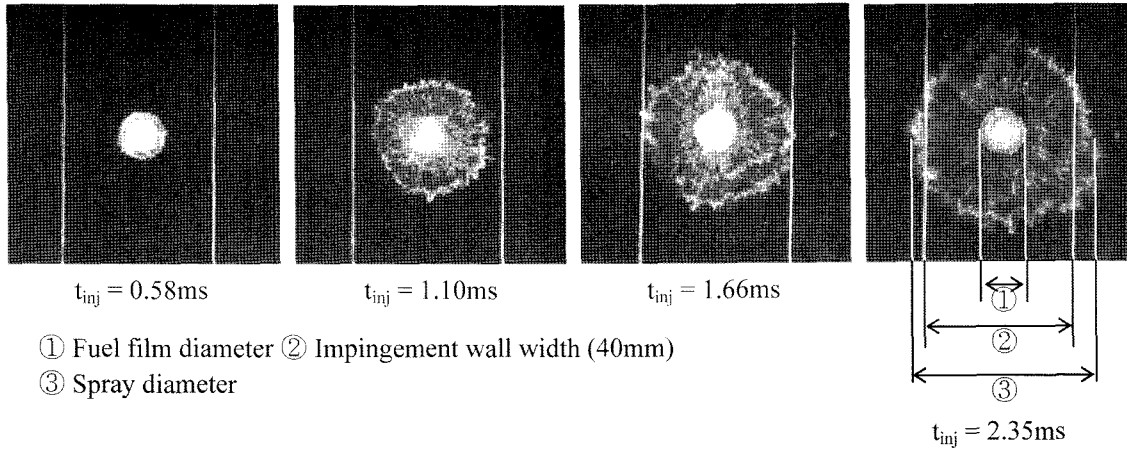 t_inj = 0.58ms
t_inj = 1.10ms
t_inj = 1.66ms
①
②
③
t_inj = 2.35ms
① Fuel film diameter ② Impingement wall width (40mm)
③ Spray diameter